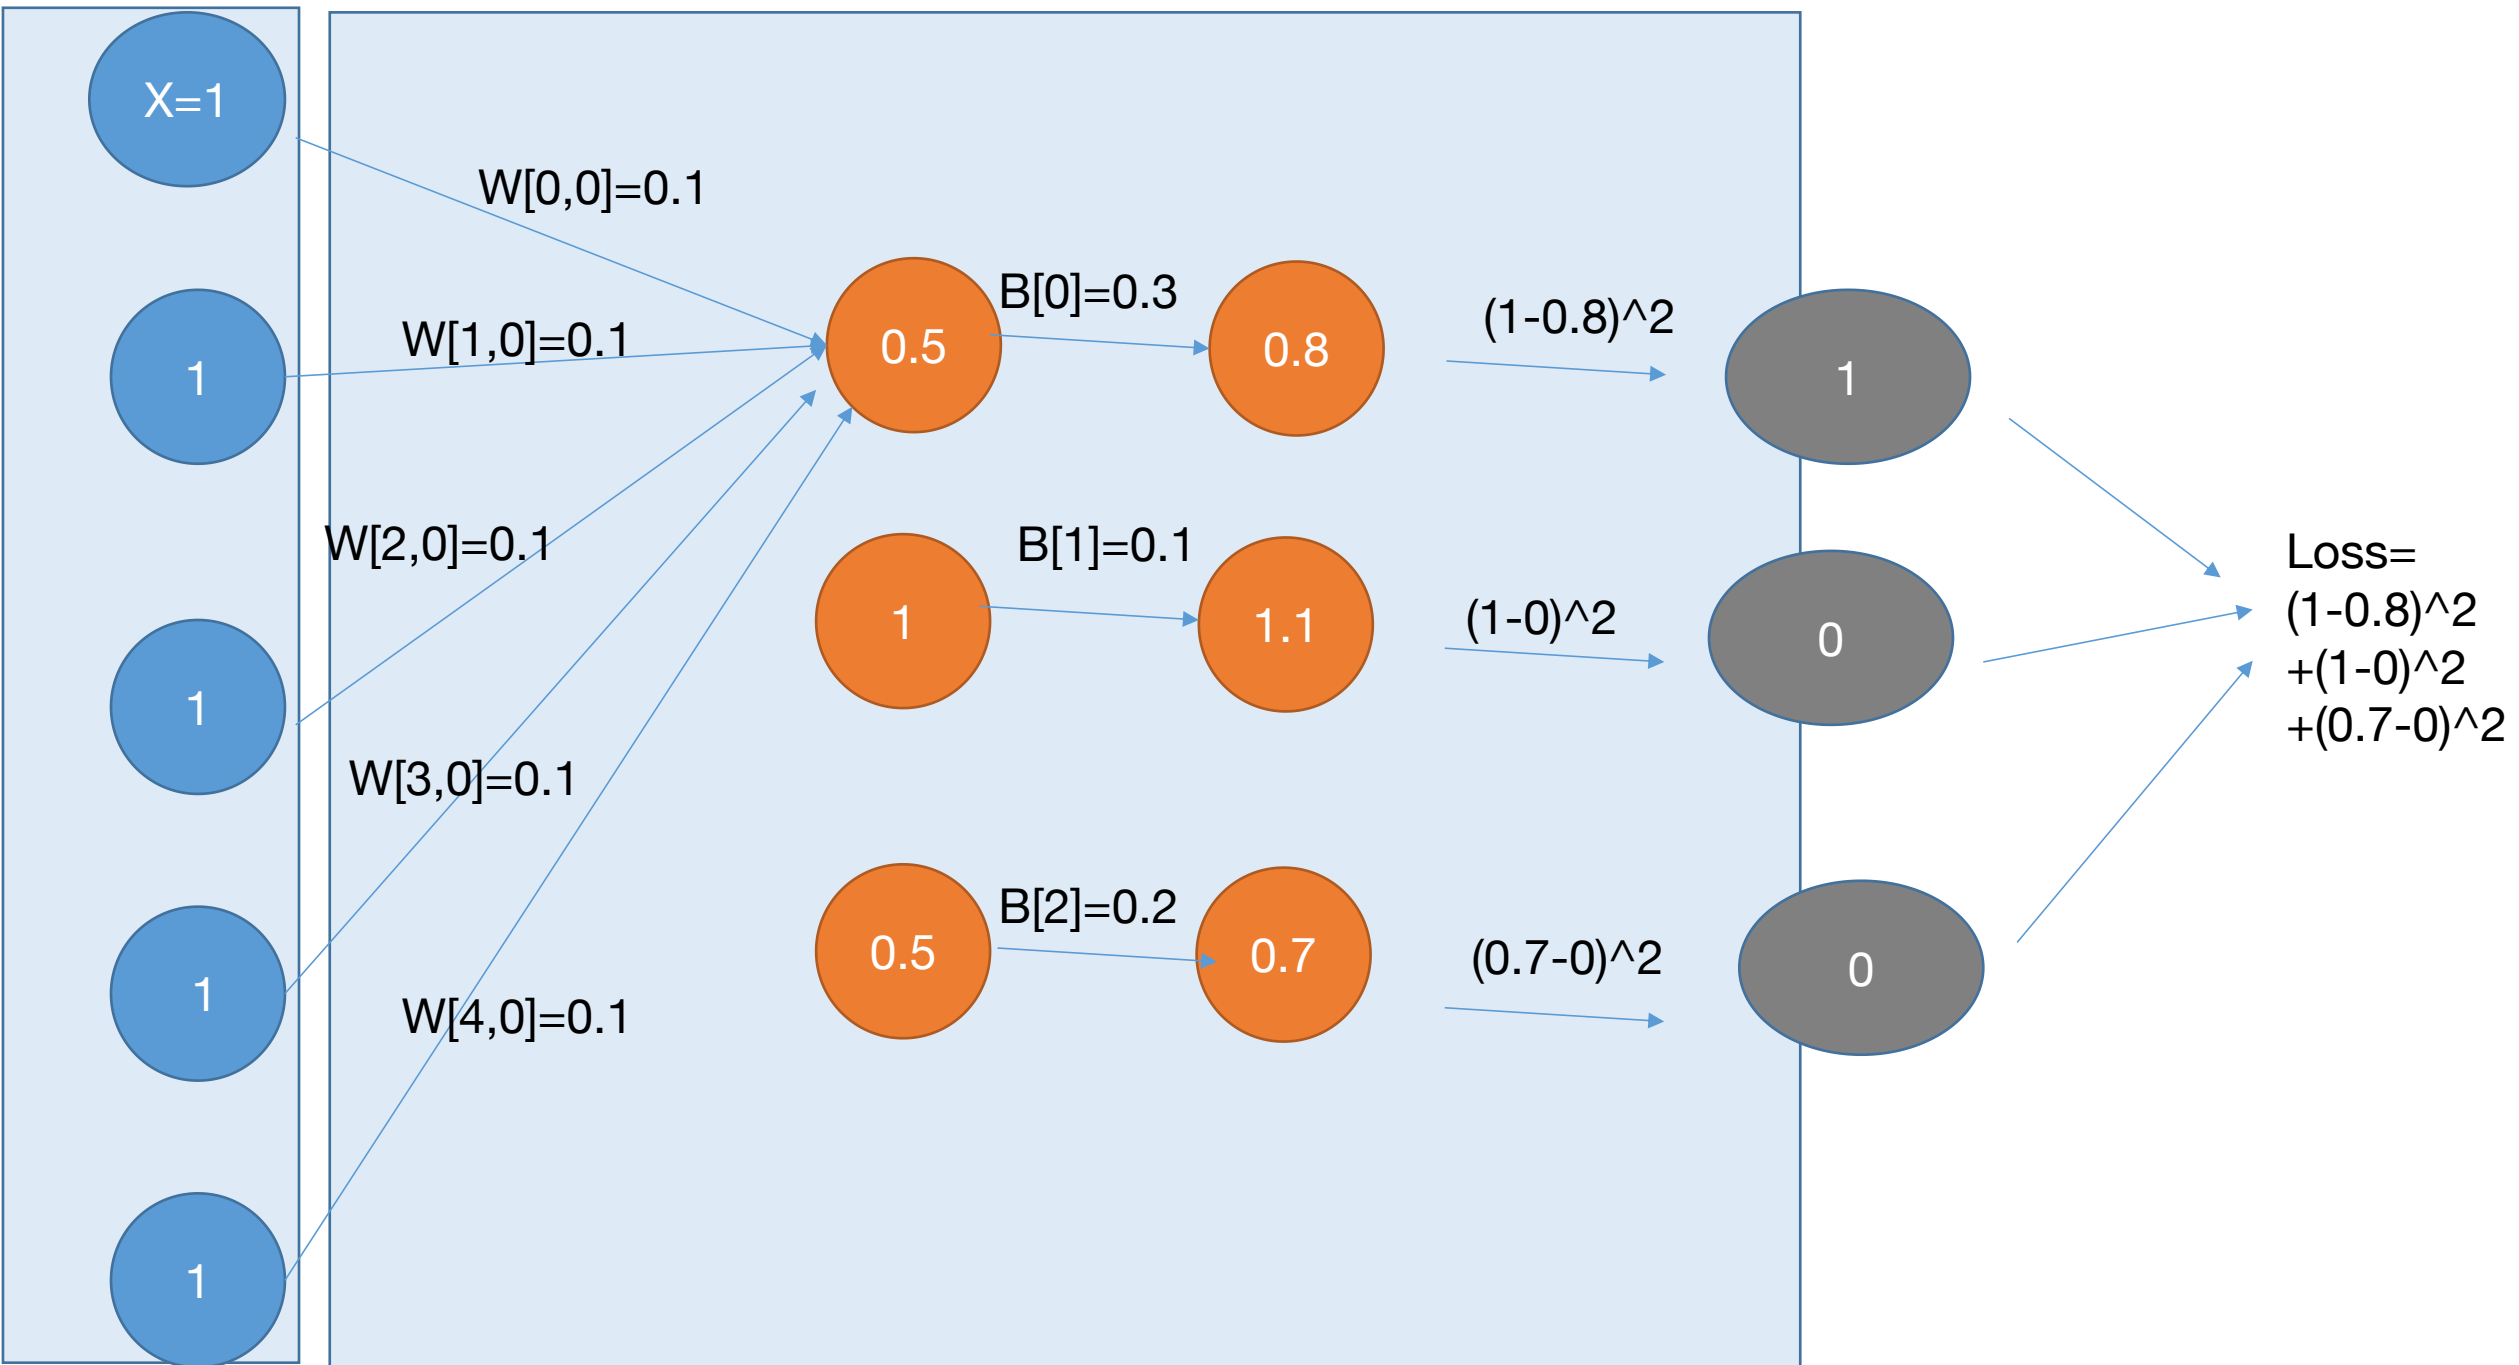 X=1
W[0,0]=0.1
B[0]=0.3
(1-0.8)^2
W[1,0]=0.1
0.5
0.8
1
1
W[2,0]=0.1
B[1]=0.1
1
1.1
(1-0)^2
0
Loss=
(1-0.8)^2
+(1-0)^2
+(0.7-0)^2
1
W[3,0]=0.1
B[2]=0.2
0.5
0.7
(0.7-0)^2
0
1
W[4,0]=0.1
1